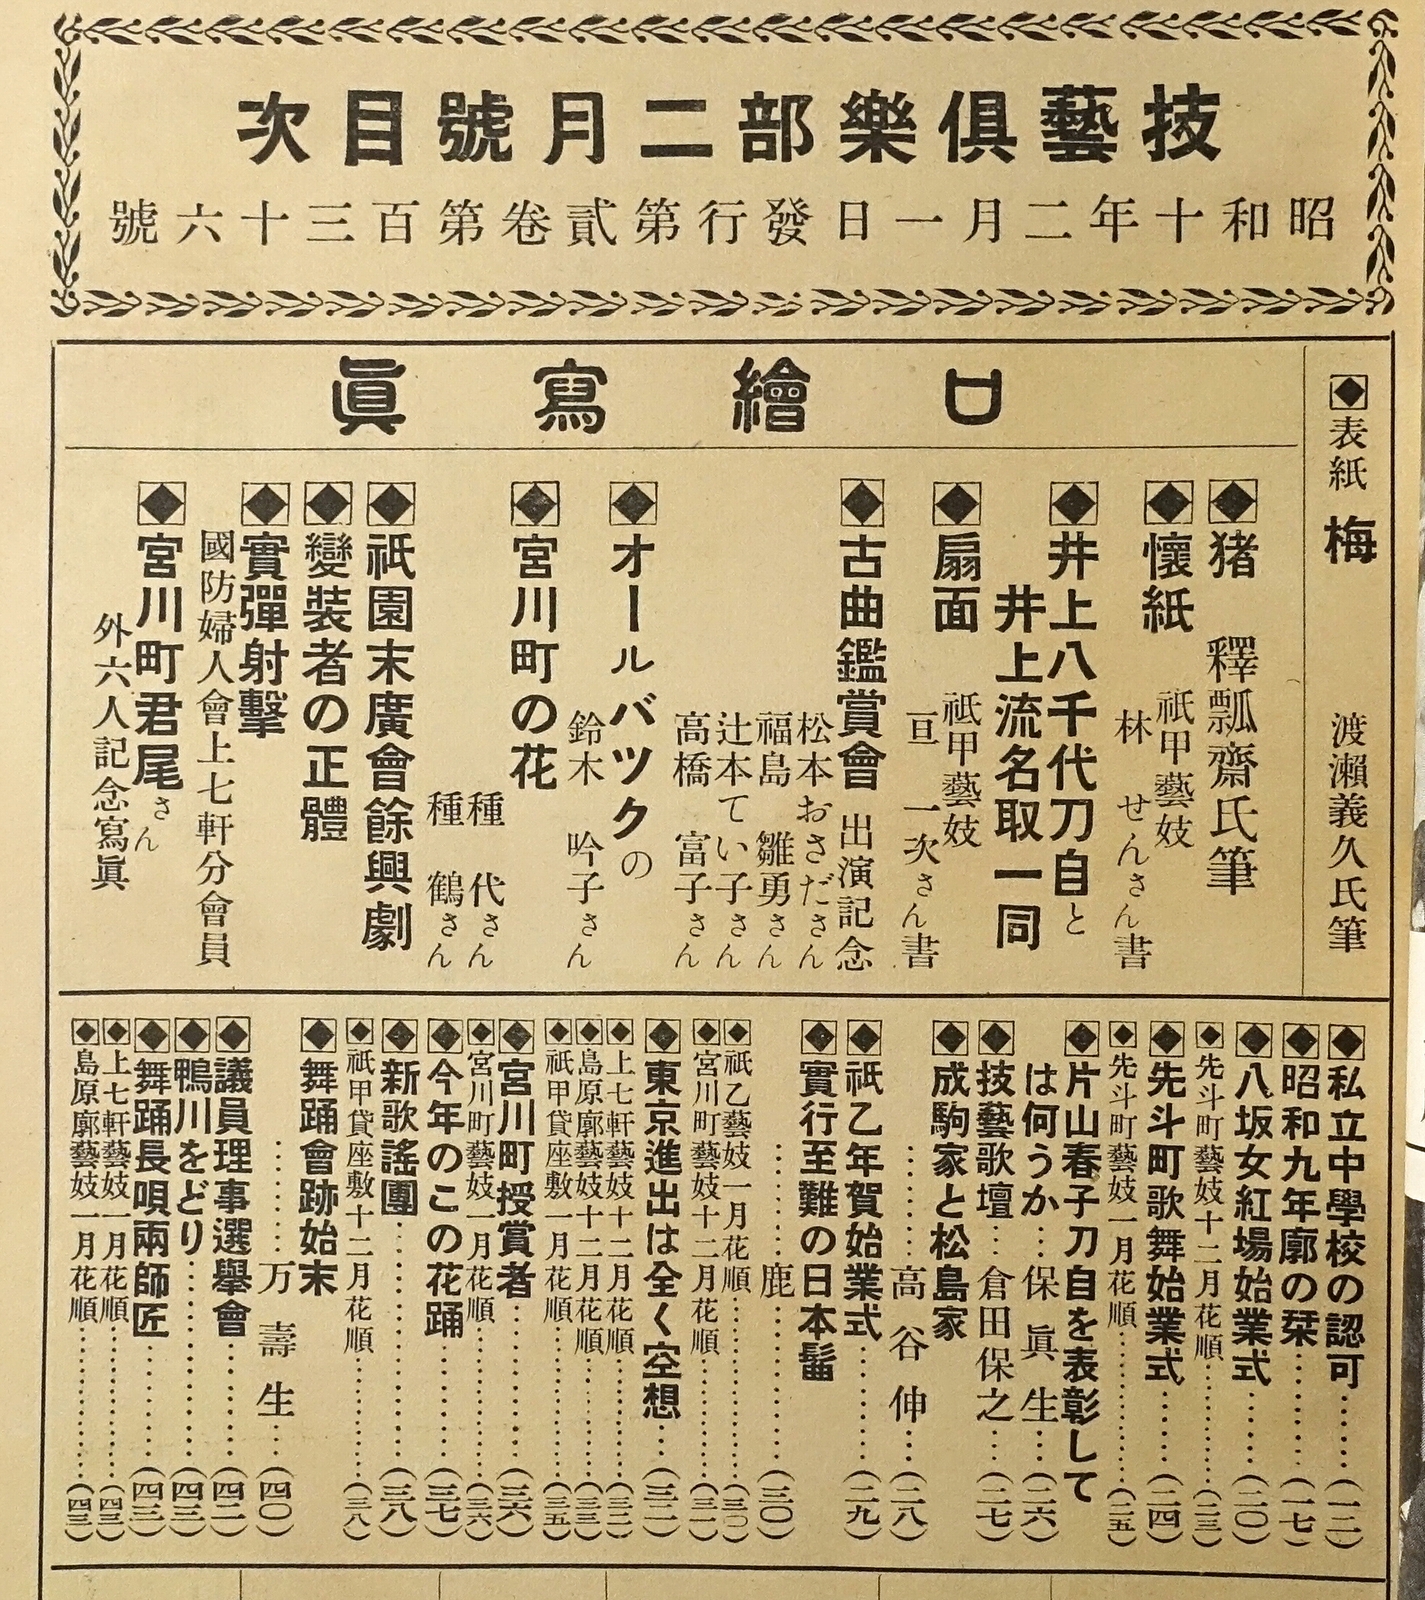 技藝俱樂部二月號目次
昭和十年二月一日發行第貳卷第百三十六號
表紙 梅 渡瀨義久氏筆
口繪寫眞
猪 釋瓢齋氏筆
懷紙 祇甲藝妓
林 せんさん書
井上八千代刀自と
井上流名取一同
扇面 祇甲藝妓
亘 一次さん書
古曲鑑賞會 出演記念
松本おさださん
福島 雛勇さん
辻本てい子さん
高橋 富子さん
オールバツクの
鈴木 吟子さん
宮川町の花
種 代さん
種 鶴さん
祇園末廣會餘興劇
變裝者の正體
實彈射擊
國防婦人會上七軒分會員
宮川町君尾さん
外六人記念寫眞
私立中學校の認可……(一二)
昭和九年廓の栞……(一七)
八坂女紅場始業式……(二〇)
先斗町藝妓十二月花順……(二三)
先斗町歌舞始業式……(二四)
先斗町藝妓一月花順……(二五)
片山春子刀自を表彰して
は何うか…保眞生…(二六)
技藝歌壇…倉田保之…(二七)
成駒家と松島家
……高谷伸…(二八)
祇乙年賀始業式……(二九)
實行至難の日本髷
……鹿……(三〇)
祇乙藝妓一月花順……(三〇)
宮川町藝妓十二月花順……(三一)
東京進出は全く空想…(三二)
上七軒藝妓十二月花順……(三二)
島原廓藝妓十二月花順……(三三)
祇甲貸座敷一月花順……(三五)
宮川町授賞者……(三六)
宮川町藝妓一月花順……(三六)
今年のこの花踊……(三七)
新歌謠團……(三八)
祇甲貸座敷十二月花順……(三八)
舞踊會跡始末
……万壽生…(四〇)
議員理事選擧會……(四二)
鴨川をどり……(四三)
舞踊長唄兩師匠……(四三)
上七軒藝妓一月花順……(四三)
島原廓藝妓一月花順……(四三)